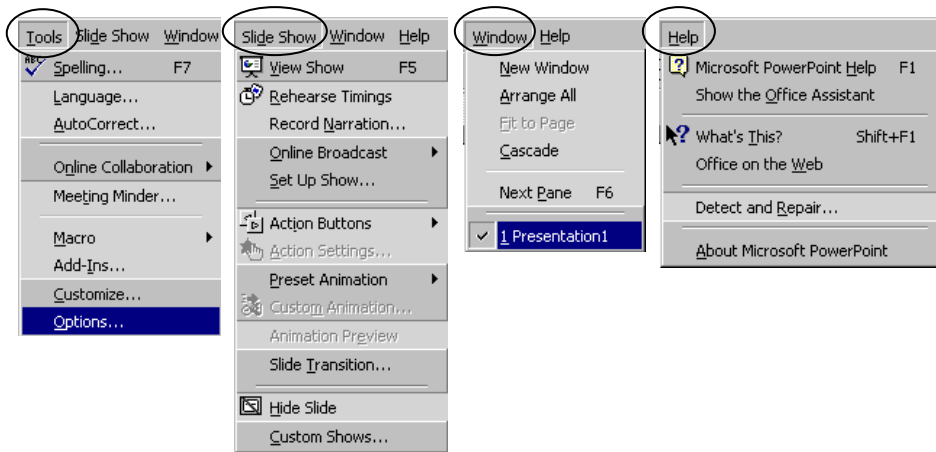 Tools Slide Show Window
ABC Spelling... F7
Language...
AutoCorrect...
Online Collaboration
Meeting Minder...
Macro
Add-Ins...
Customize...
Options...
Slide Show Window Help
View Show F5
Rehearse Timings
Record Narration...
Online Broadcast
Set Up Show...
Action Buttons
Action Settings...
Preset Animation
Custom Animation...
Animation Preview
Slide Transition...
Hide Slide
Custom Shows...
Window Help
New Window
Arrange All
Fit to Page
Cascade
Next Pane F6
1 Presentation1
Help
Microsoft PowerPoint Help F1
Show the Office Assistant
What's This? Shift+F1
Office on the Web
Detect and Repair...
About Microsoft PowerPoint